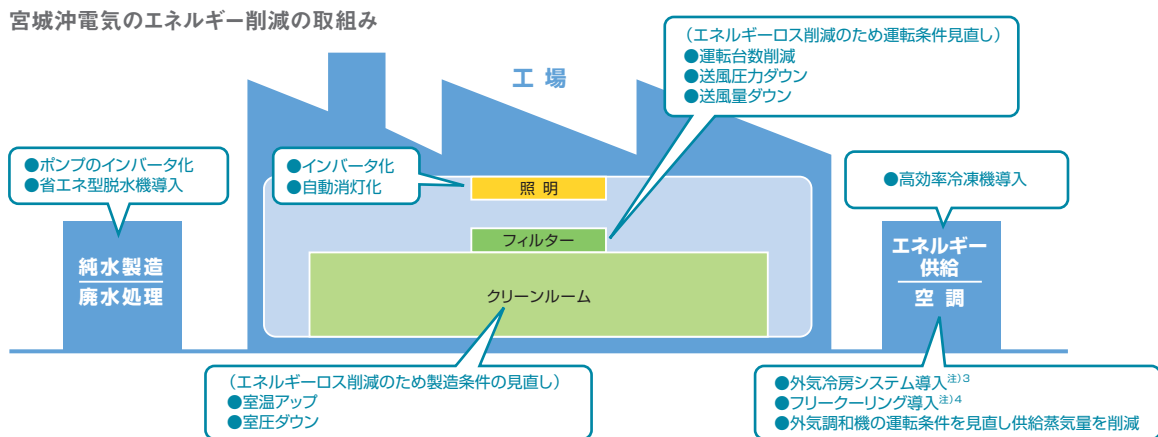 宮城沖電気のエネルギー削減の取組み
工場
(エネルギーロス削減のため運転条件見直し)
●運転台数削減
●送風圧力ダウン
●送風量ダウン
●ポンプのインバータ化
●省エネ型脱水機導入
●インバータ化
●自動消灯化
照明
●高効率冷凍機導入
フィルター
純水製造
廃水処理
クリーンルーム
エネルギー
供給
空調
(エネルギーロス削減のため製造条件の見直し)
●室温アップ
●室圧ダウン
●外気冷房システム導入注)3
●フリークーリング導入注)4
●外気調和機の運転条件を見直し供給蒸気量を削減